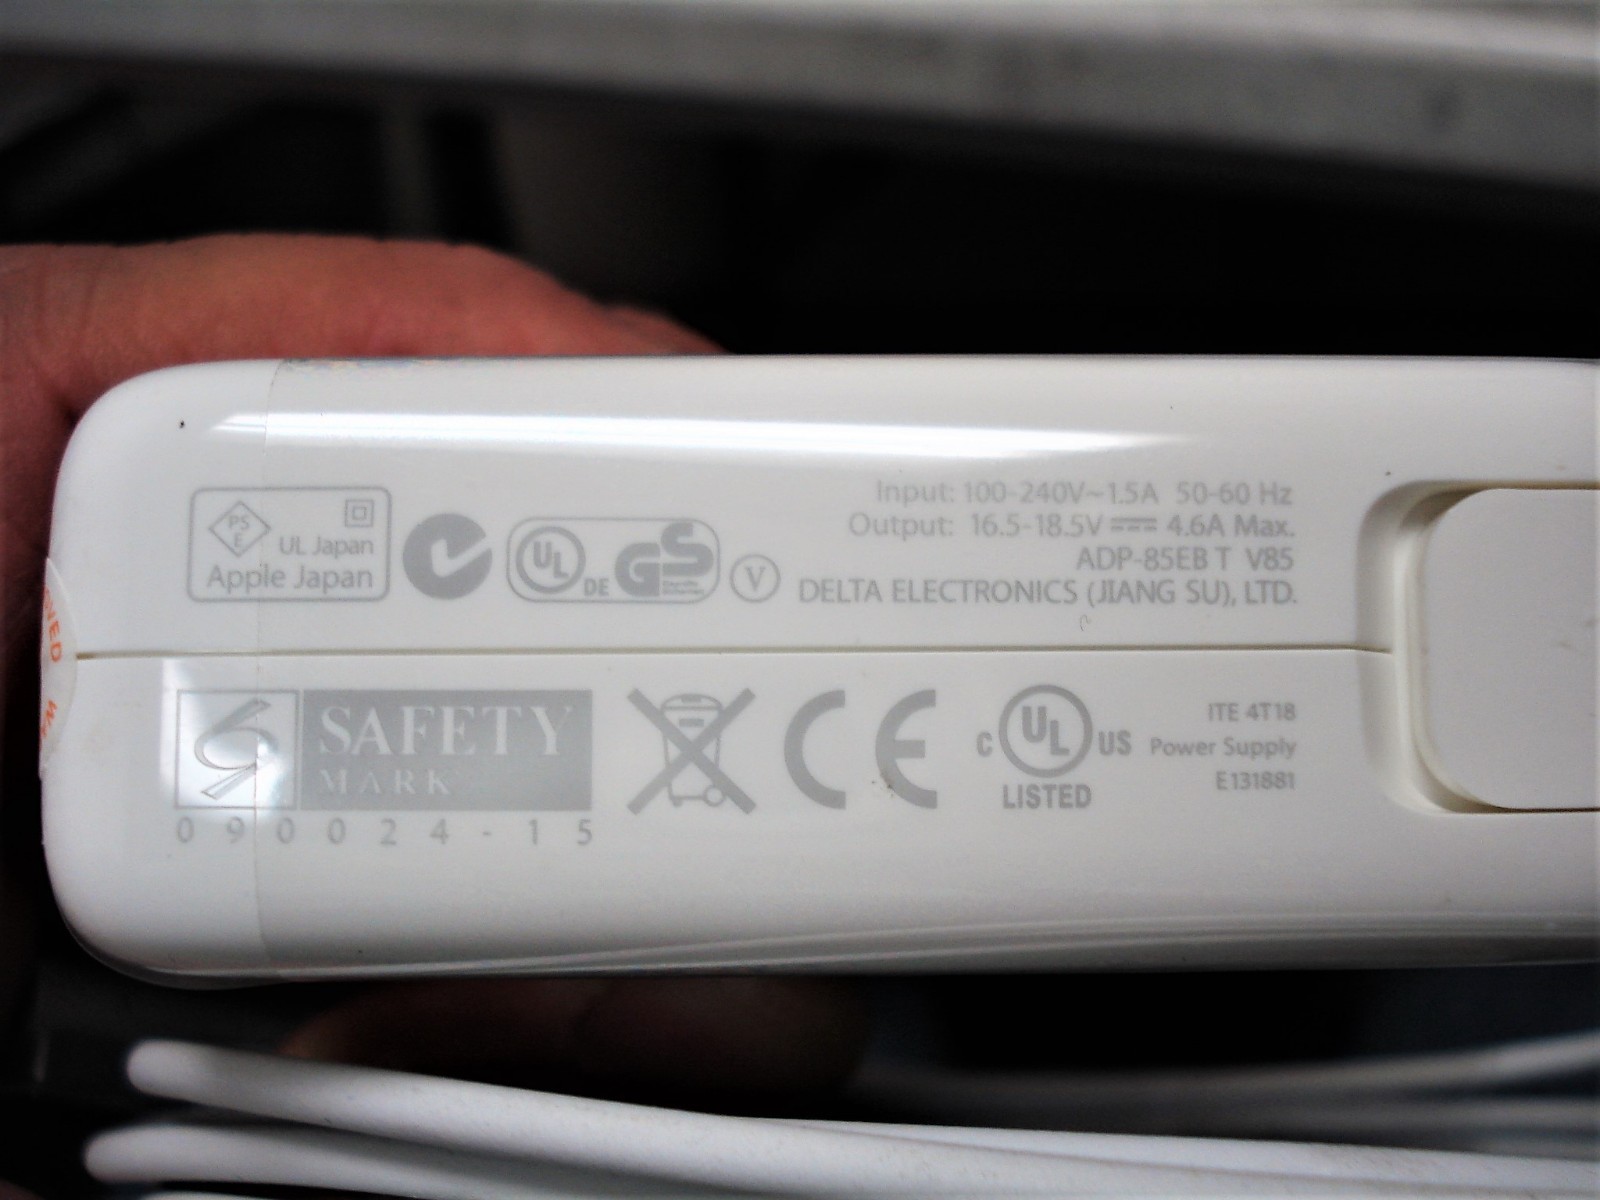 PS
E
UL Japan
Apple Japan
UL
DE
GS
V
Input: 100-240V~1.5A 50-60 Hz
Output: 16.5-18.5V⎓4.6A Max.
ADP-85EB T V85
DELTA ELECTRONICS (JIANG SU), LTD.
SAFETY
MARK
090024-15
CE
C UL US
LISTED
ITE 4T18
Power Supply
E131881